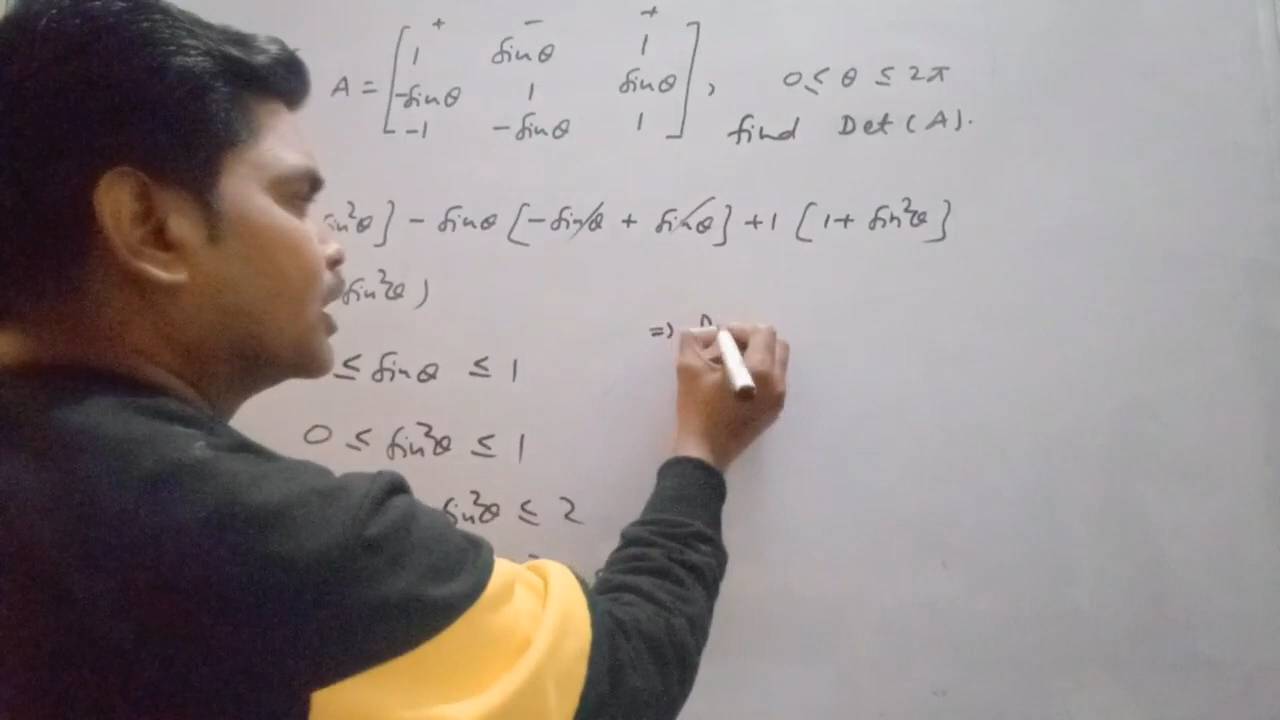 + − +
1 sinθ 1
A = -sinθ 1 sinθ , 0 ≤ θ ≤ 2π
-1 -sinθ 1 find Det (A).
sin²θ] - sinθ [-sinθ + sinθ] +1 [1+ sin²θ]
sin²θ)
=>
≤ sinθ ≤ 1
0 ≤ sin²θ ≤ 1
sin²θ ≤ 2